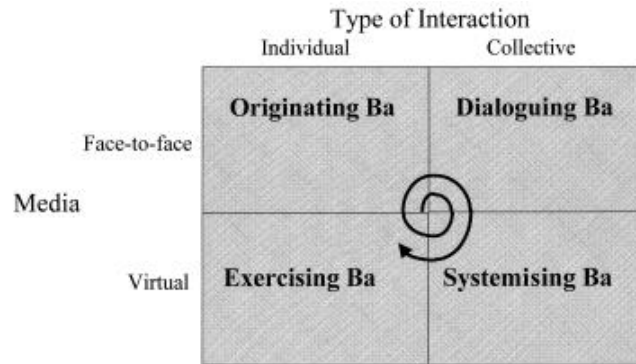 Type of Interaction
Individual Collective
Originating Ba Dialoguing Ba
Face-to-face
Media
Virtual Exercising Ba Systemising Ba